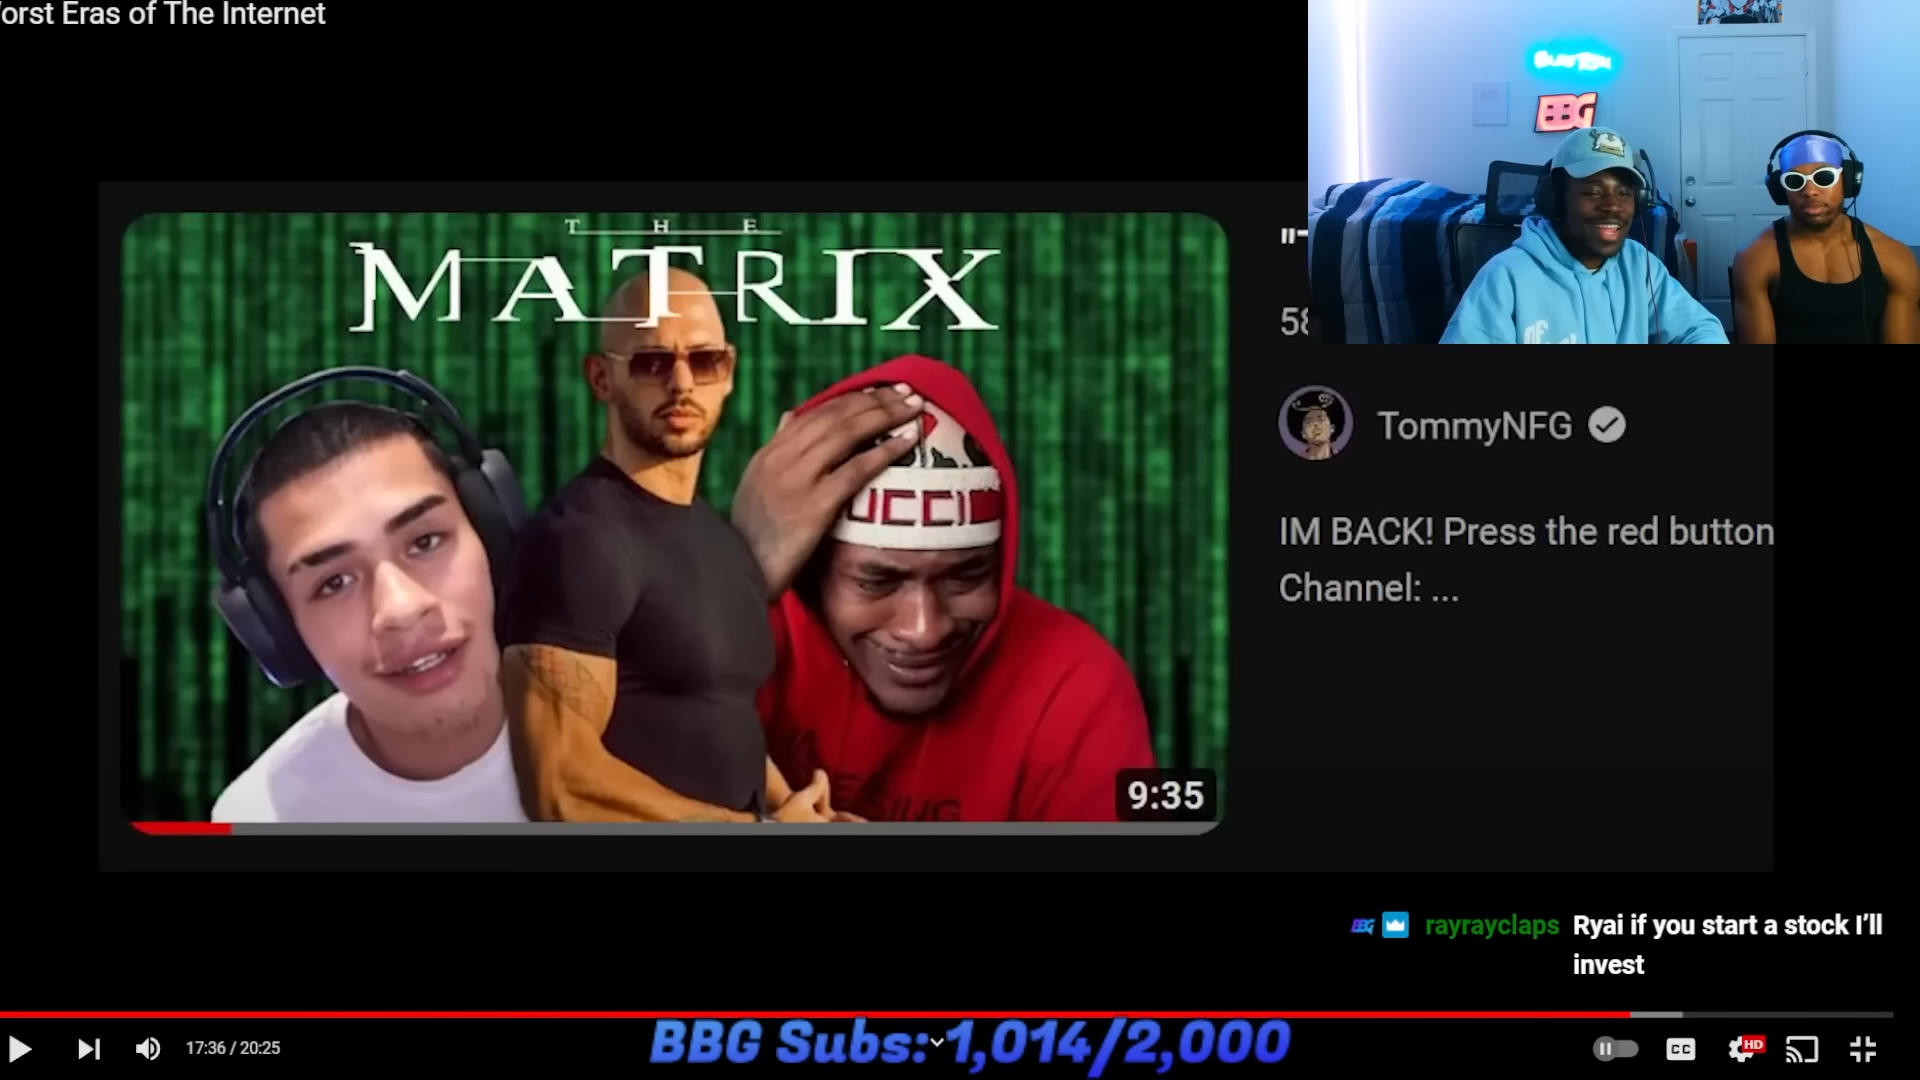 orst Eras of The Internet
BBG
THE
MATRIX
58
TommyNFG
UCCI
IM BACK! Press the red button
Channel: ...
9:35
BBG rayrayclaps Ryai if you start a stock I’ll
invest
BBG Subs: 1,014/2,000
17:36 / 20:25
CC
HD